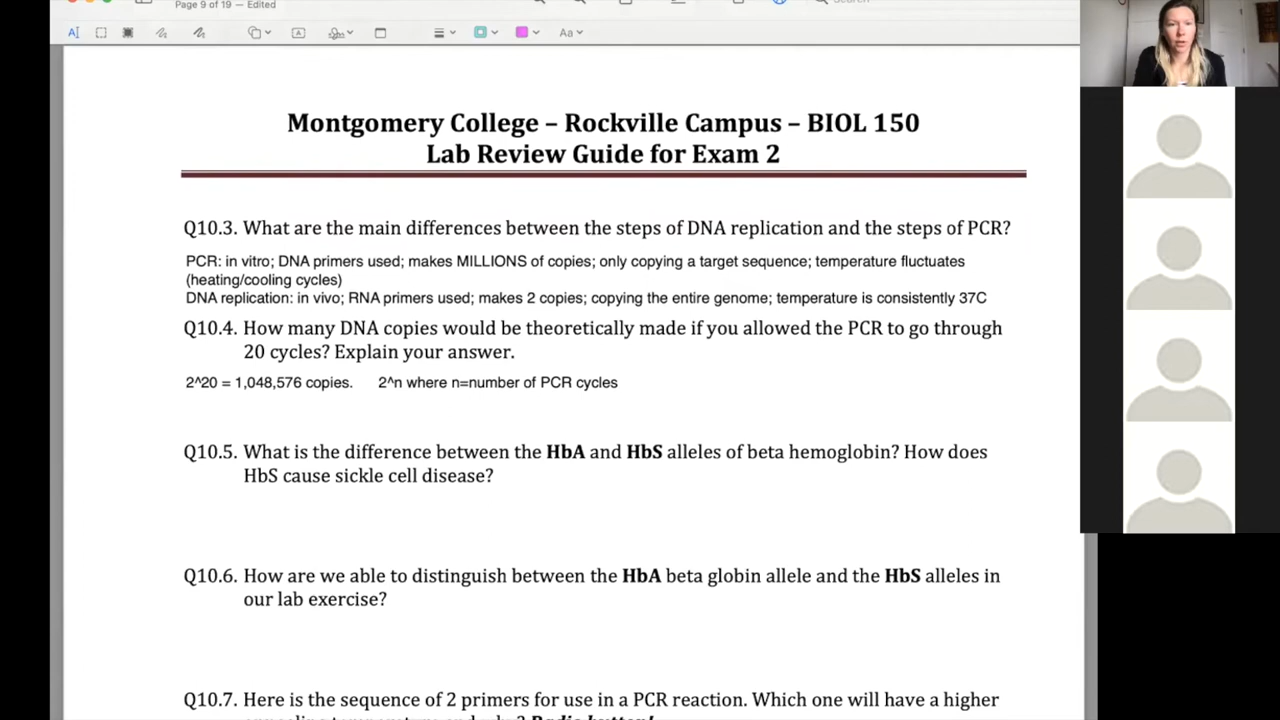 Page 9 of 19 — Edited
Search
Aa
Montgomery College – Rockville Campus – BIOL 150
Lab Review Guide for Exam 2
Q10.3. What are the main differences between the steps of DNA replication and the steps of PCR?
PCR: in vitro; DNA primers used; makes MILLIONS of copies; only copying a target sequence; temperature fluctuates
(heating/cooling cycles)
DNA replication: in vivo; RNA primers used; makes 2 copies; copying the entire genome; temperature is consistently 37C
Q10.4. How many DNA copies would be theoretically made if you allowed the PCR to go through
20 cycles? Explain your answer.
2^20 = 1,048,576 copies. 2^n where n=number of PCR cycles
Q10.5. What is the difference between the HbA and HbS alleles of beta hemoglobin? How does
HbS cause sickle cell disease?
Q10.6. How are we able to distinguish between the HbA beta globin allele and the HbS alleles in
our lab exercise?
Q10.7. Here is the sequence of 2 primers for use in a PCR reaction. Which one will have a higher